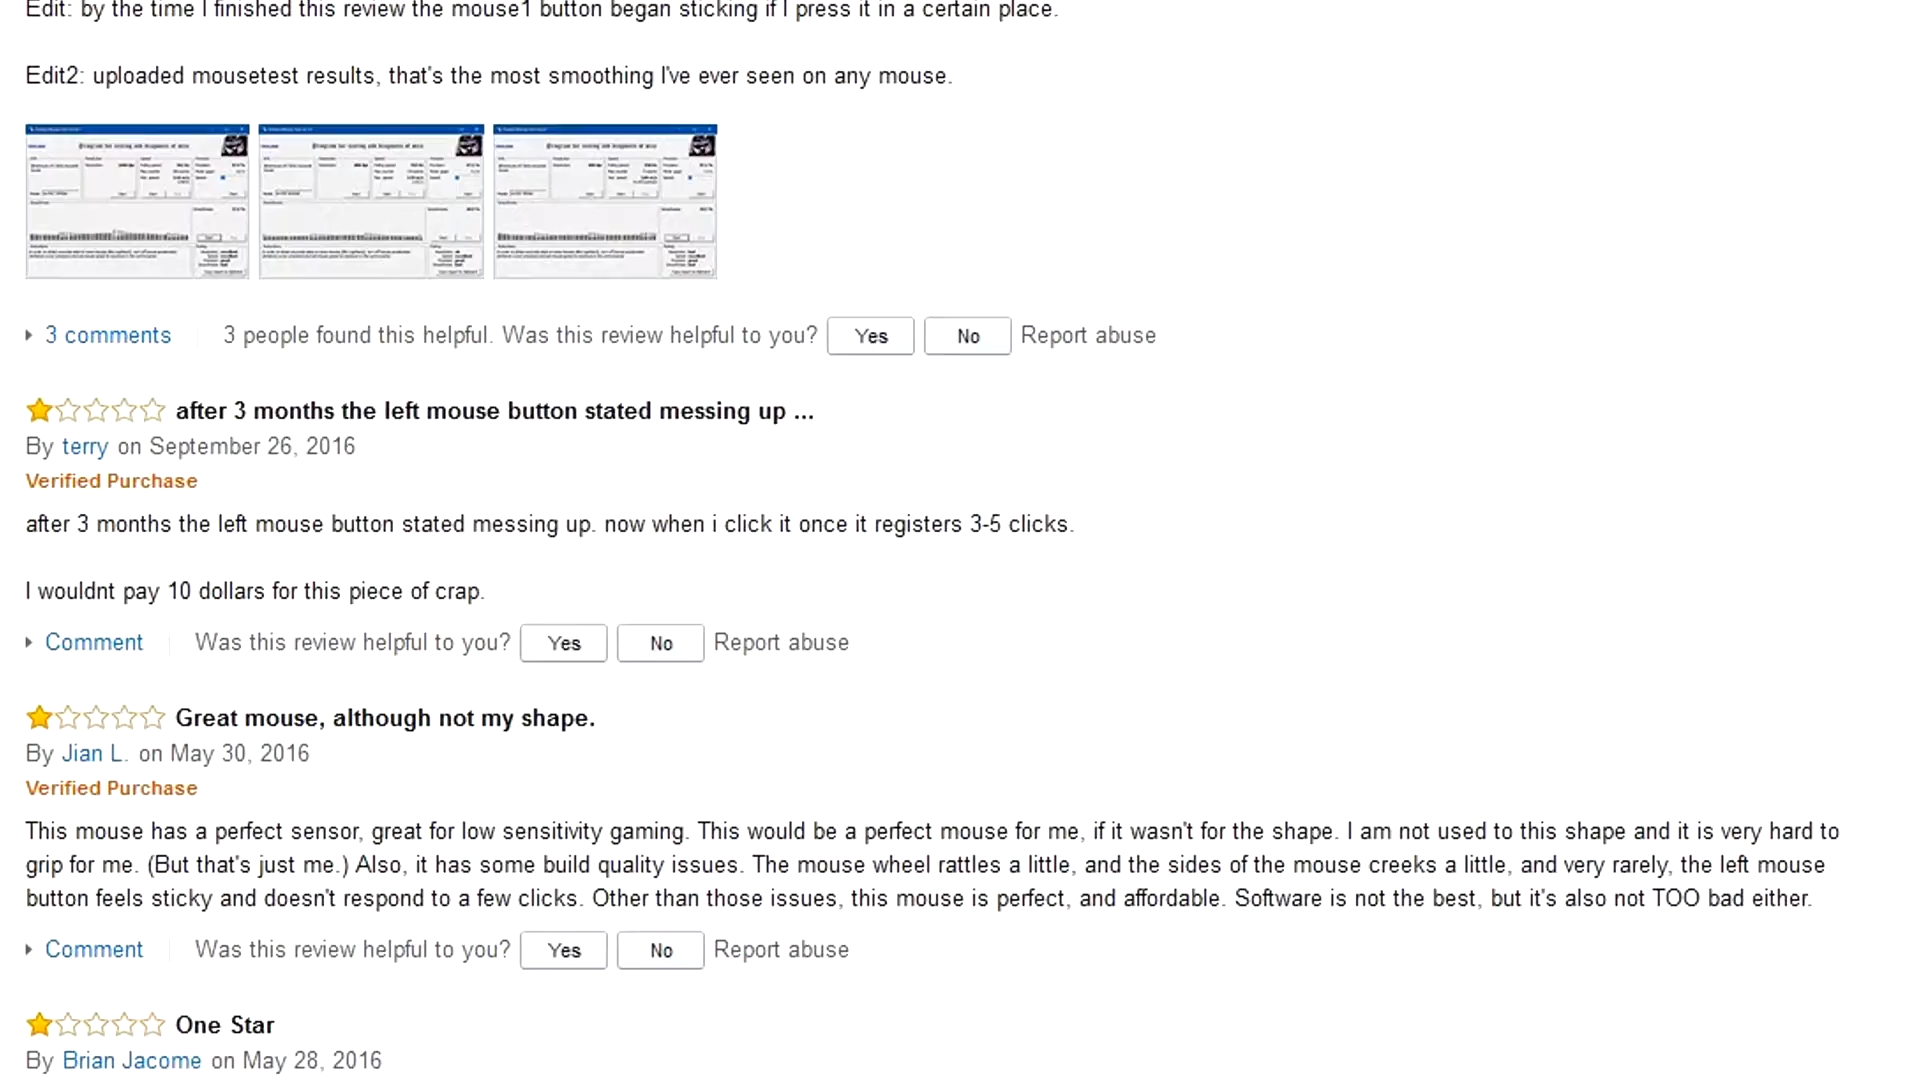 Edit: by the time I finished this review the mouse1 button began sticking if I press it in a certain place.
Edit2: uploaded mousetest results, that's the most smoothing I've ever seen on any mouse.
3 comments 3 people found this helpful. Was this review helpful to you? Yes No Report abuse
after 3 months the left mouse button stated messing up ...
By terry on September 26, 2016
Verified Purchase
after 3 months the left mouse button stated messing up. now when i click it once it registers 3-5 clicks.
I wouldnt pay 10 dollars for this piece of crap.
Comment Was this review helpful to you? Yes No Report abuse
Great mouse, although not my shape.
By Jian L. on May 30, 2016
Verified Purchase
This mouse has a perfect sensor, great for low sensitivity gaming. This would be a perfect mouse for me, if it wasn't for the shape. I am not used to this shape and it is very hard to
grip for me. (But that's just me.) Also, it has some build quality issues. The mouse wheel rattles a little, and the sides of the mouse creeks a little, and very rarely, the left mouse
button feels sticky and doesn't respond to a few clicks. Other than those issues, this mouse is perfect, and affordable. Software is not the best, but it's also not TOO bad either.
Comment Was this review helpful to you? Yes No Report abuse
One Star
By Brian Jacome on May 28, 2016